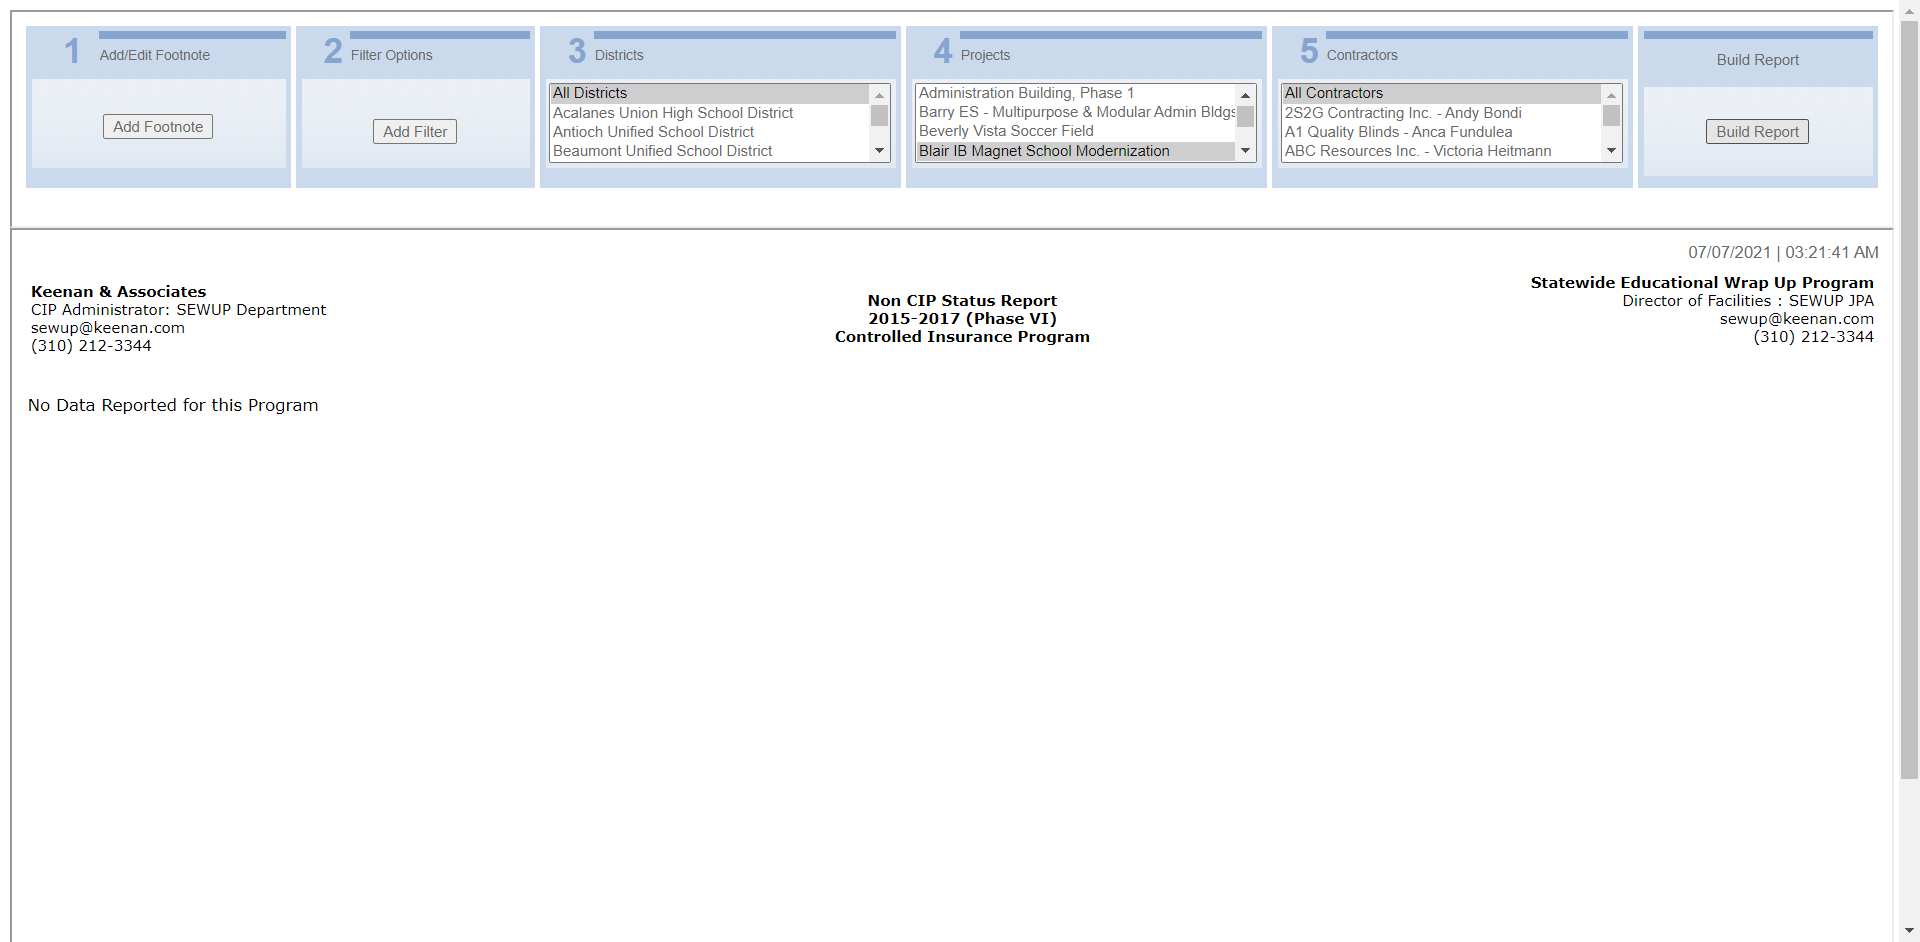 1 Add/Edit Footnote
Add Footnote
2 Filter Options
Add Filter
3 Districts
All Districts
Acalanes Union High School District
Antioch Unified School District
Beaumont Unified School District
4 Projects
Administration Building, Phase 1
Barry ES - Multipurpose & Modular Admin Bldgs
Beverly Vista Soccer Field
Blair IB Magnet School Modernization
5 Contractors
All Contractors
2S2G Contracting Inc. - Andy Bondi
A1 Quality Blinds - Anca Fundulea
ABC Resources Inc. - Victoria Heitmann
Build Report
Build Report
07/07/2021 | 03:21:41 AM
Keenan & Associates
CIP Administrator: SEWUP Department
sewup@keenan.com
(310) 212-3344
Non CIP Status Report
2015-2017 (Phase VI)
Controlled Insurance Program
Statewide Educational Wrap Up Program
Director of Facilities : SEWUP JPA
sewup@keenan.com
(310) 212-3344
No Data Reported for this Program